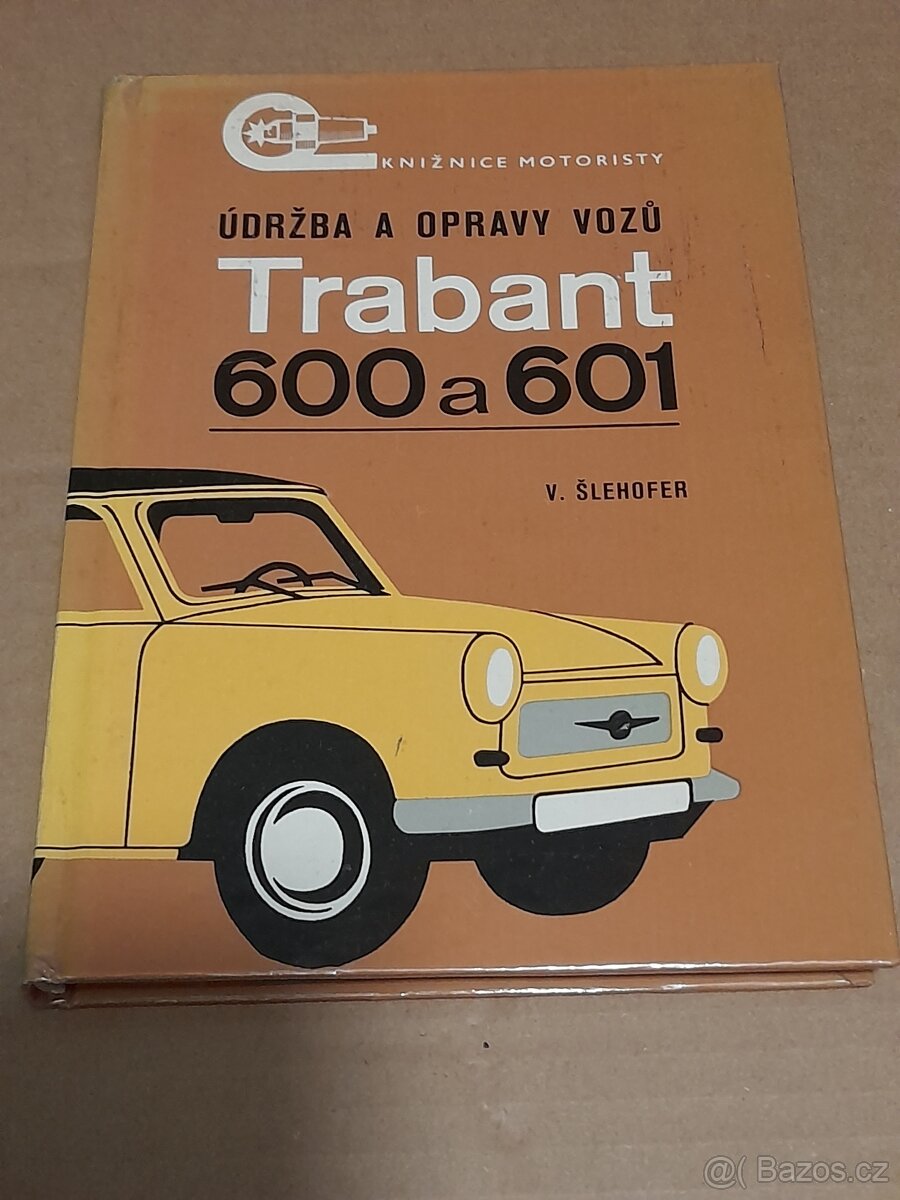 KNIŽNICE MOTORISTY
ÚDRŽBA A OPRAVY VOZŮ
Trabant
600 a 601
V. ŠLEHOFER
@( Bazos.cz